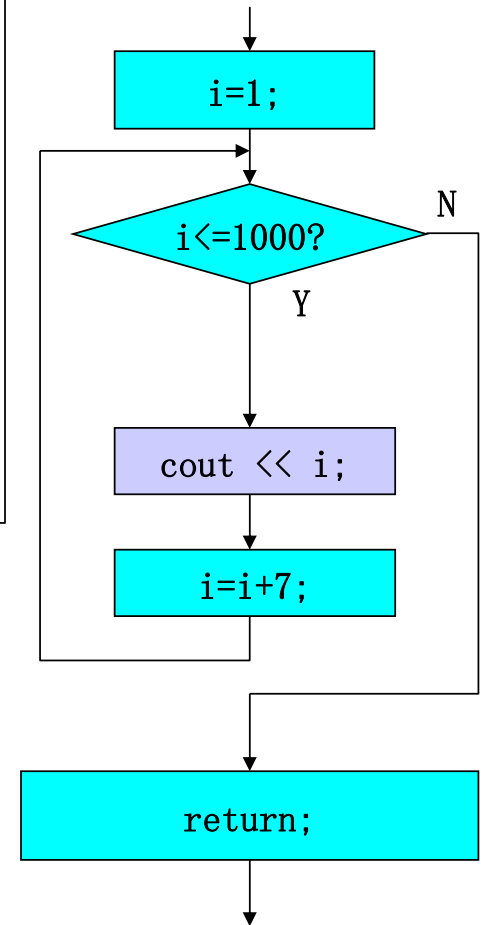 i=1;
N
i<=1000?
Y
cout << i;
i=i+7;
return;